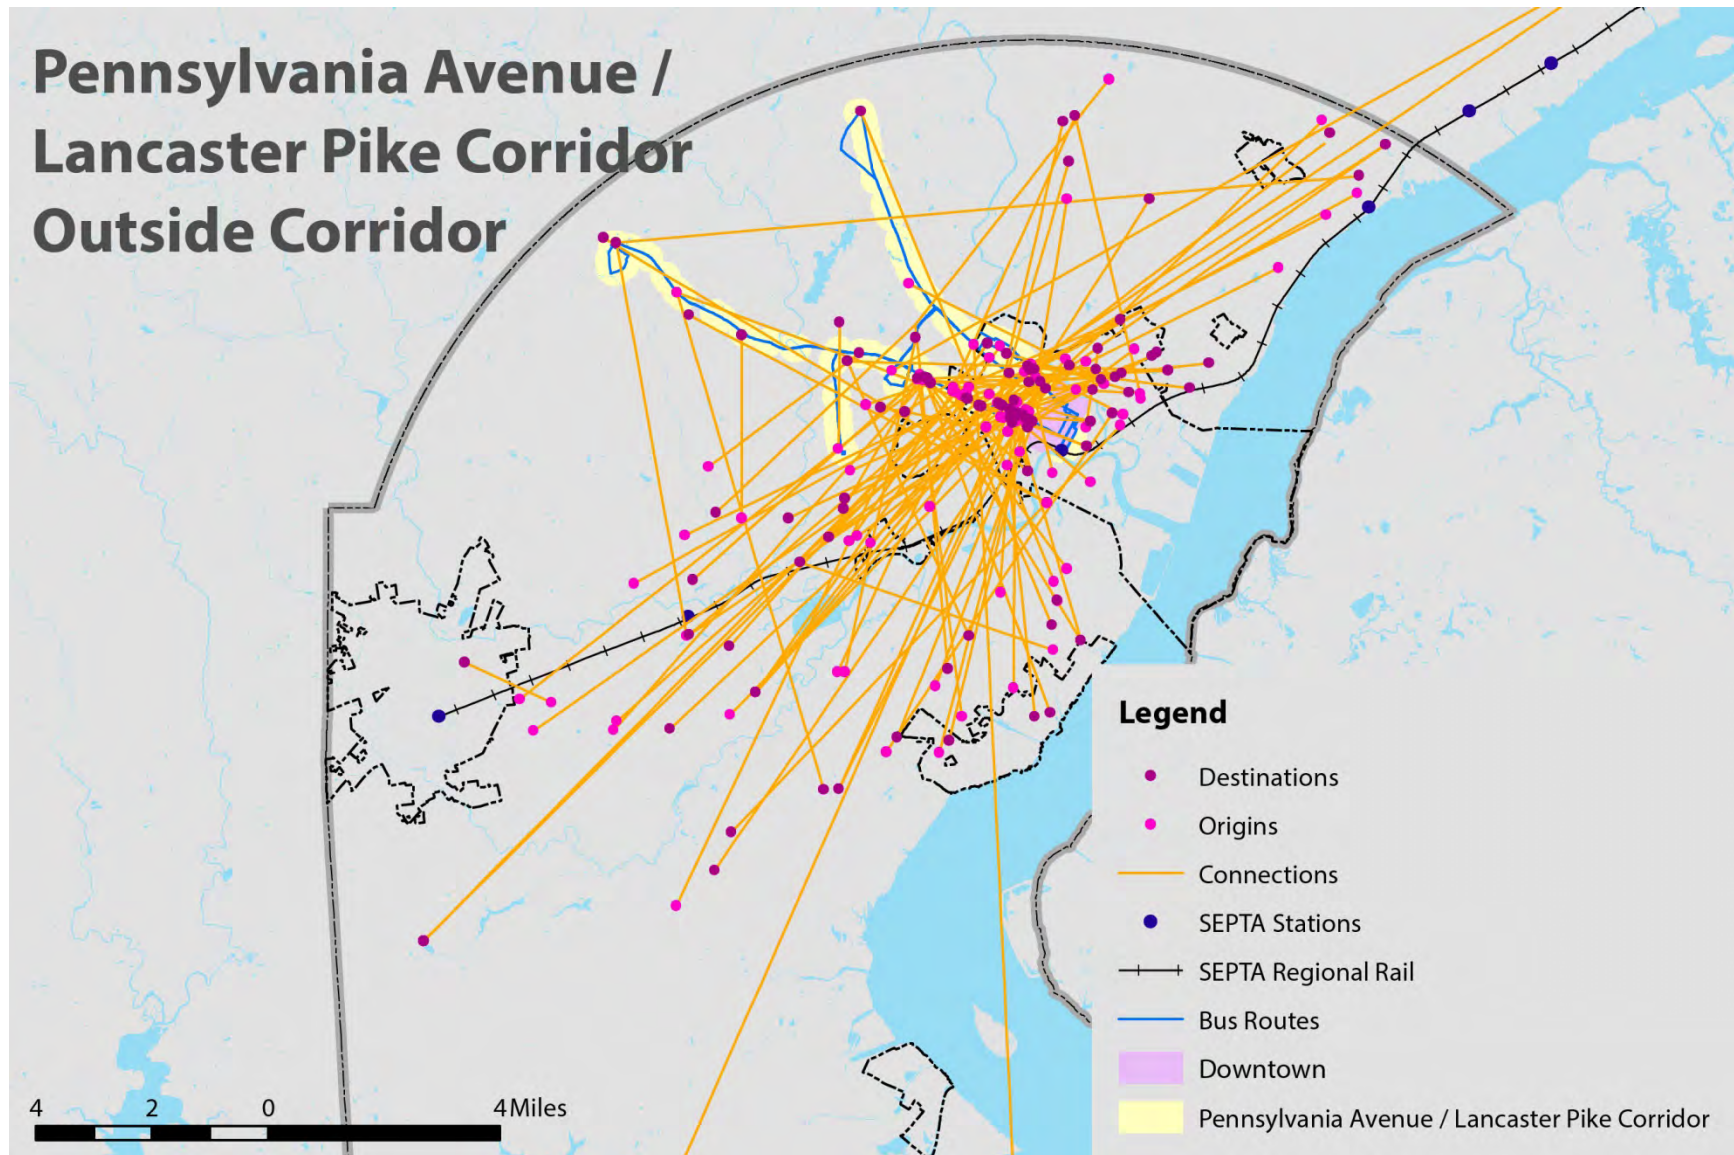 Pennsylvania Avenue /
Lancaster Pike Corridor
Outside Corridor
Legend
Destinations
Origins
Connections
SEPTA Stations
SEPTA Regional Rail
Bus Routes
Downtown
Pennsylvania Avenue / Lancaster Pike Corridor
4 2 0 4 Miles